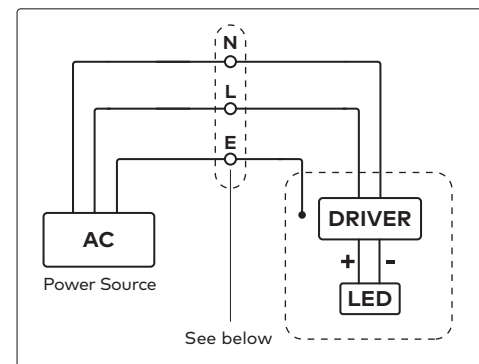 N
L
E
AC
Power Source
DRIVER
+ -
LED
See below